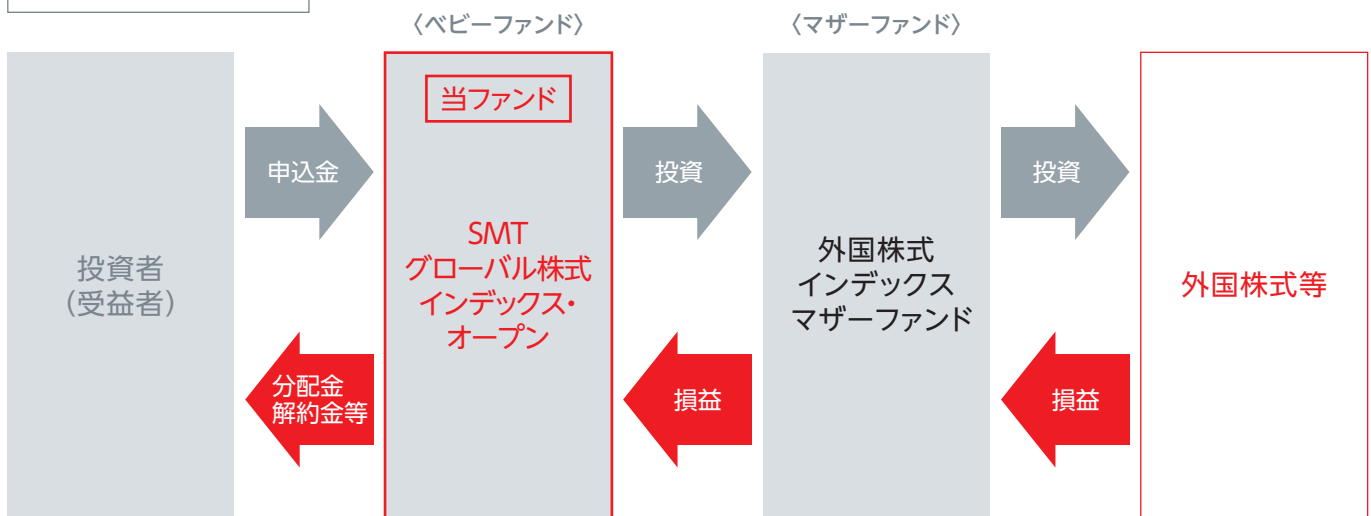 〈ベビーファンド〉
〈マザーファンド〉
投資者
(受益者)
申込金
分配金
解約金等
当ファンド
SMT
グローバル株式
インデックス・
オープン
投資
損益
外国株式
インデックス
マザーファンド
投資
損益
外国株式等